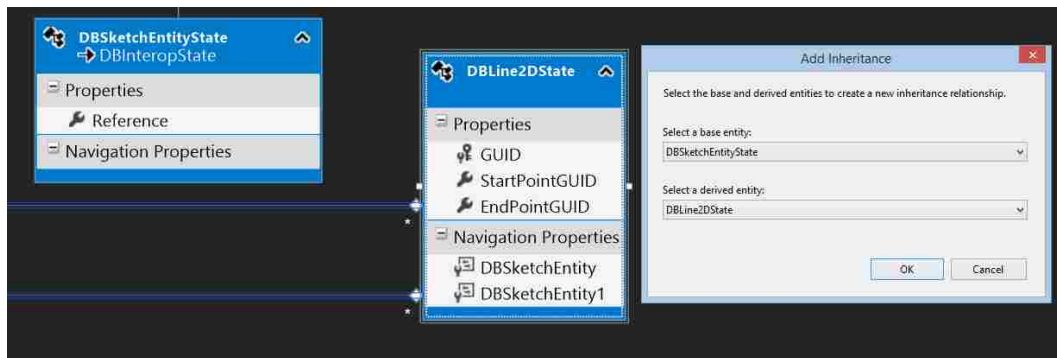 DBSketchEntityState
DBInteropState
Properties
Reference
Navigation Properties
DBLine2DState
Properties
GUID
StartPointGUID
EndPointGUID
Navigation Properties
DBSketchEntity
DBSketchEntity1
*
*
Add Inheritance
Select the base and derived entities to create a new inheritance relationship.
Select a base entity:
DBSketchEntityState
Select a derived entity:
DBLine2DState
OK
Cancel